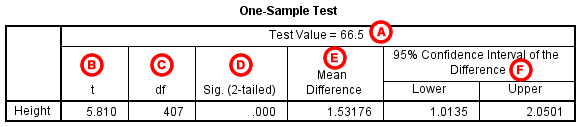 One-Sample Test
Test Value = 66.5 A
B C D E 95% Confidence Interval of the
Mean Difference F
t df Sig. (2-tailed) Difference Lower Upper
Height 5.810 407 .000 1.53176 1.0135 2.0501